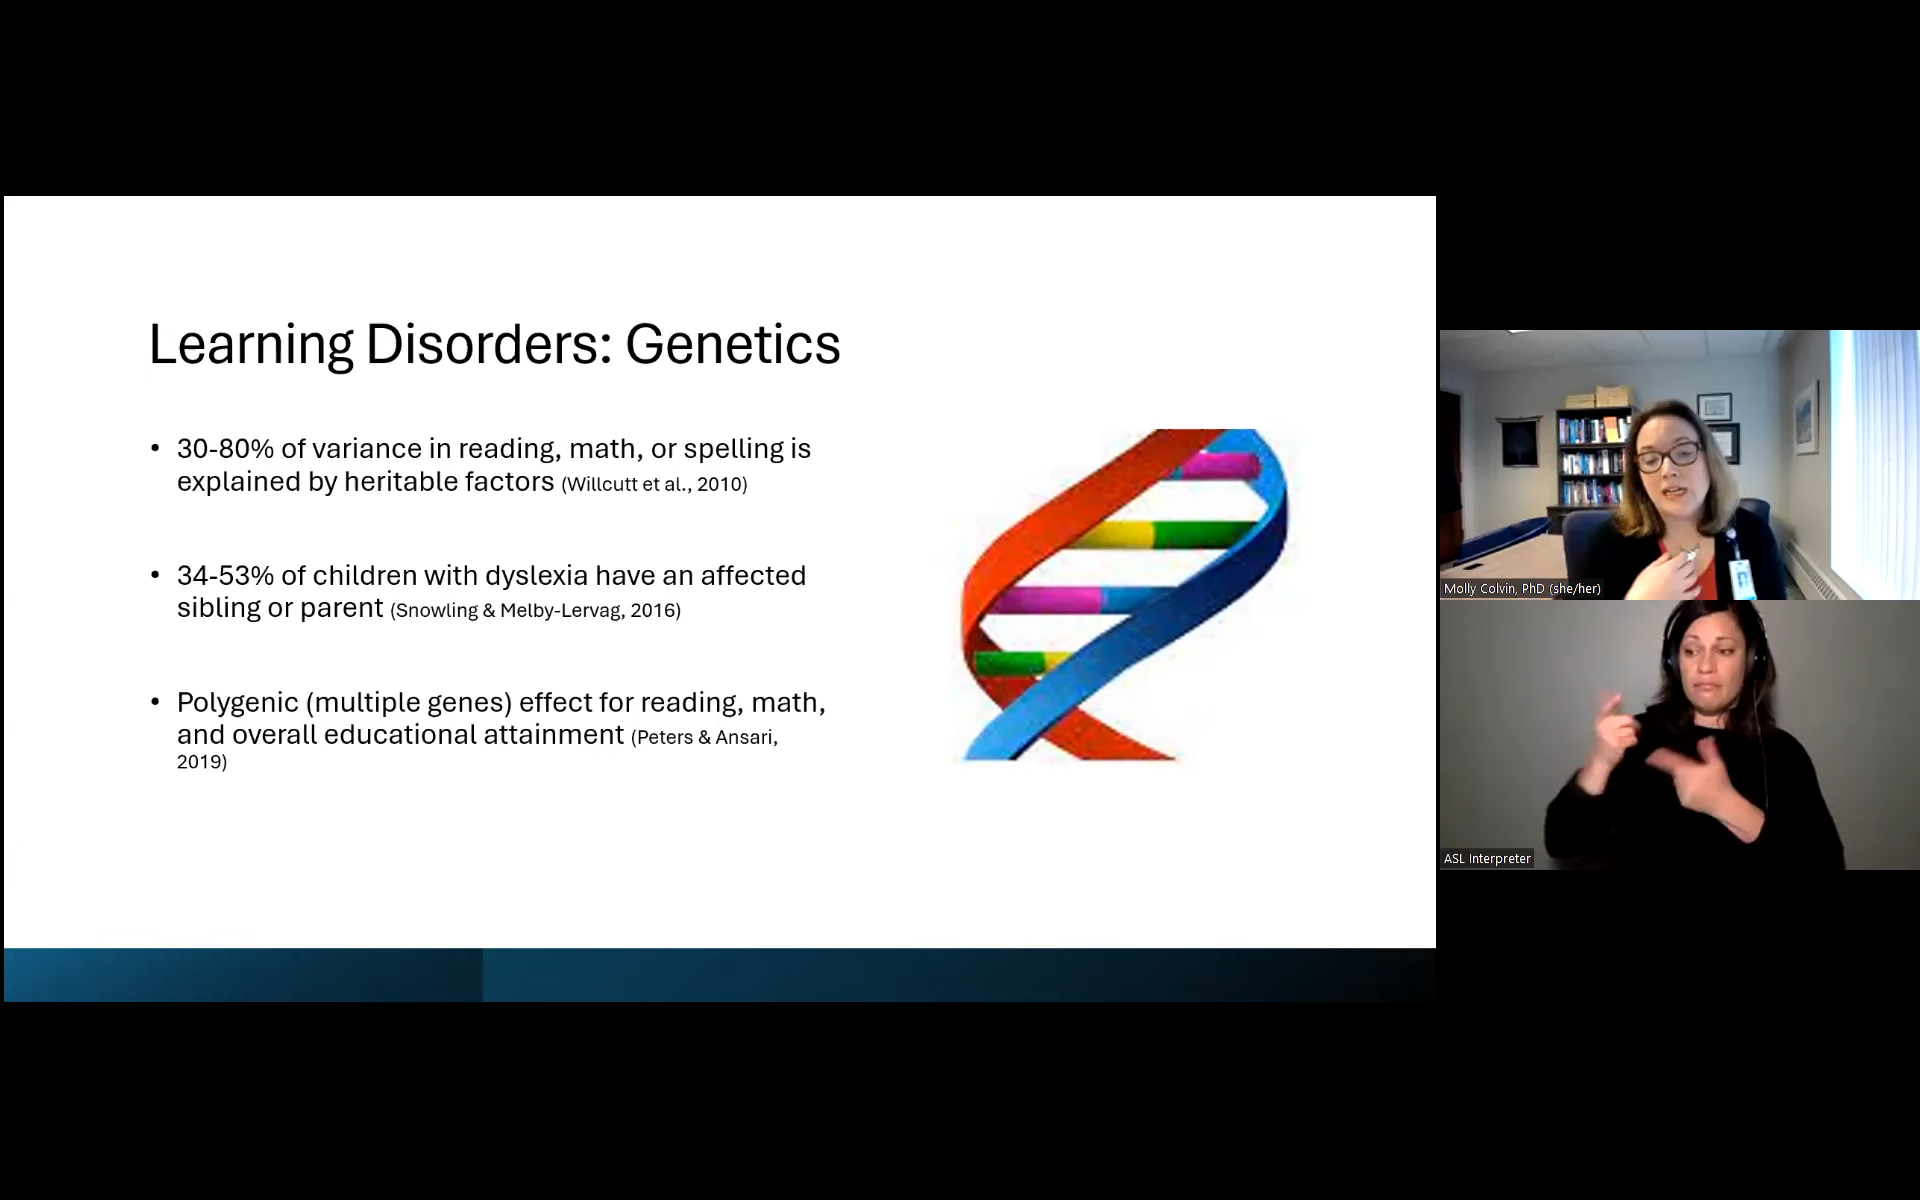 Learning Disorders: Genetics
• 30-80% of variance in reading, math, or spelling is
explained by heritable factors (Willcutt et al., 2010)
• 34-53% of children with dyslexia have an affected
sibling or parent (Snowling & Melby-Lervag, 2016)
• Polygenic (multiple genes) effect for reading, math,
and overall educational attainment (Peters & Ansari,
2019)
Molly Colvin, PhD (she/her)
ASL Interpreter